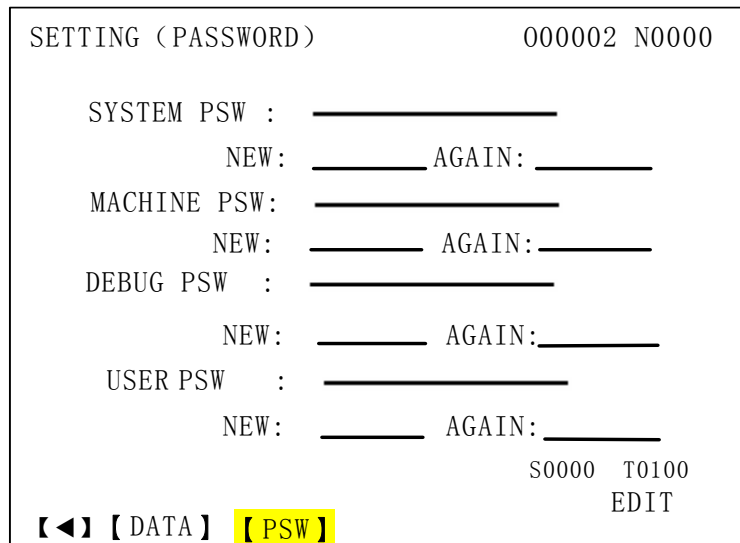 SETTING (PASSWORD) 000002 N0000
SYSTEM PSW :
NEW: AGAIN:
MACHINE PSW:
NEW: AGAIN:
DEBUG PSW :
NEW: AGAIN:
USER PSW :
NEW: AGAIN:
S0000 T0100
EDIT
【◀】【DATA】【PSW】